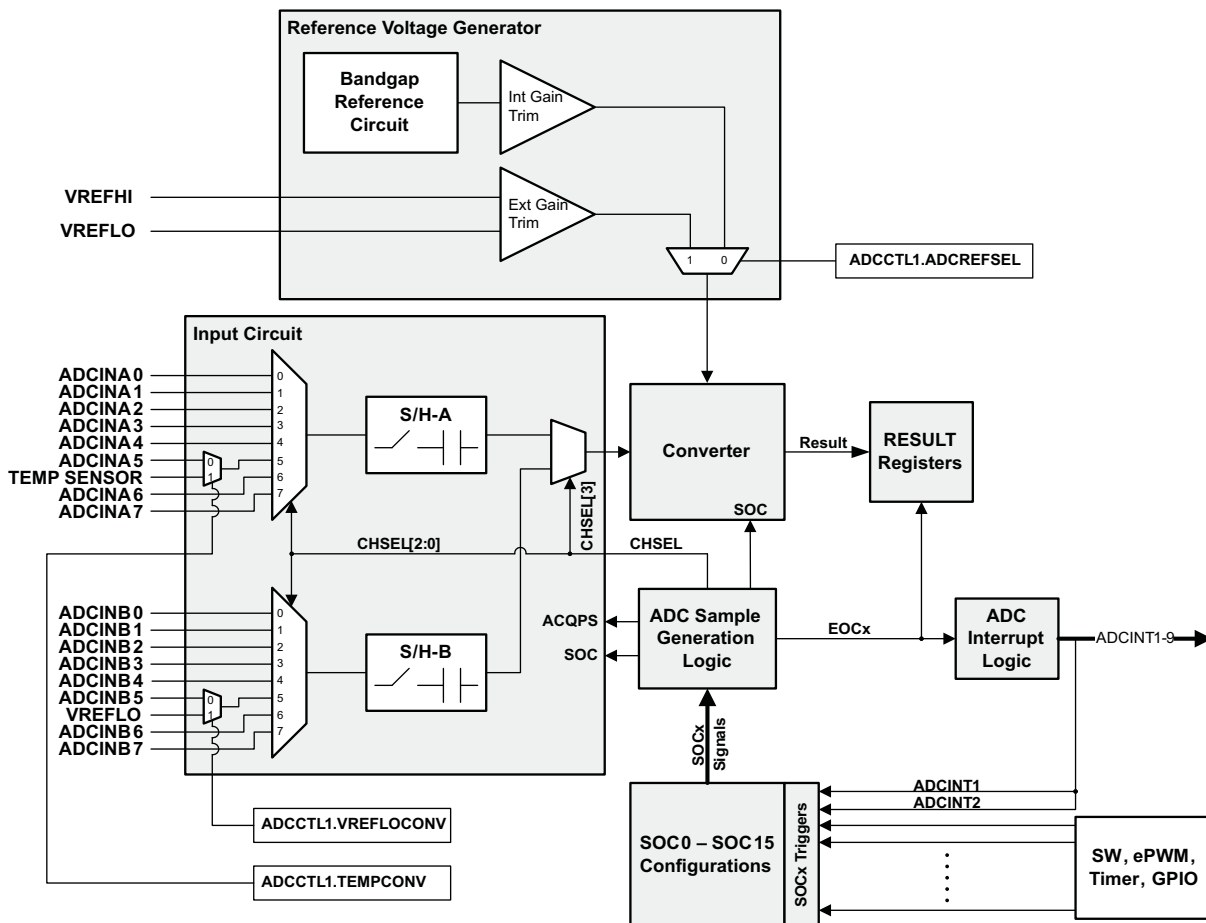 Reference Voltage Generator
Bandgap
Reference
Circuit
Int Gain
Trim
VREFHI
VREFLO
Ext Gain
Trim
1 0
ADCCTL1.ADCREFSEL
Input Circuit
ADCINA0
ADCINA1
ADCINA2
ADCINA3
ADCINA4
ADCINA5
TEMP SENSOR
ADCINA6
ADCINA7
0
1
0
1
2
3
4
5
6
7
S/H-A
CHSEL[3]
Converter
SOC
Result
RESULT
Registers
CHSEL[2:0]
CHSEL
ADCINB0
ADCINB1
ADCINB2
ADCINB3
ADCINB4
ADCINB5
VREFLO
ADCINB6
ADCINB7
0
1
0
1
2
3
4
5
6
7
S/H-B
ACQPS
SOC
ADC Sample
Generation
Logic
EOCx
ADC
Interrupt
Logic
ADCINT1-9
SOCx
Signals
ADCINT1
ADCINT2
SOC0 – SOC15
Configurations
SOCx Triggers
SW, ePWM,
Timer, GPIO
ADCCTL1.VREFLOCONV
ADCCTL1.TEMPCONV